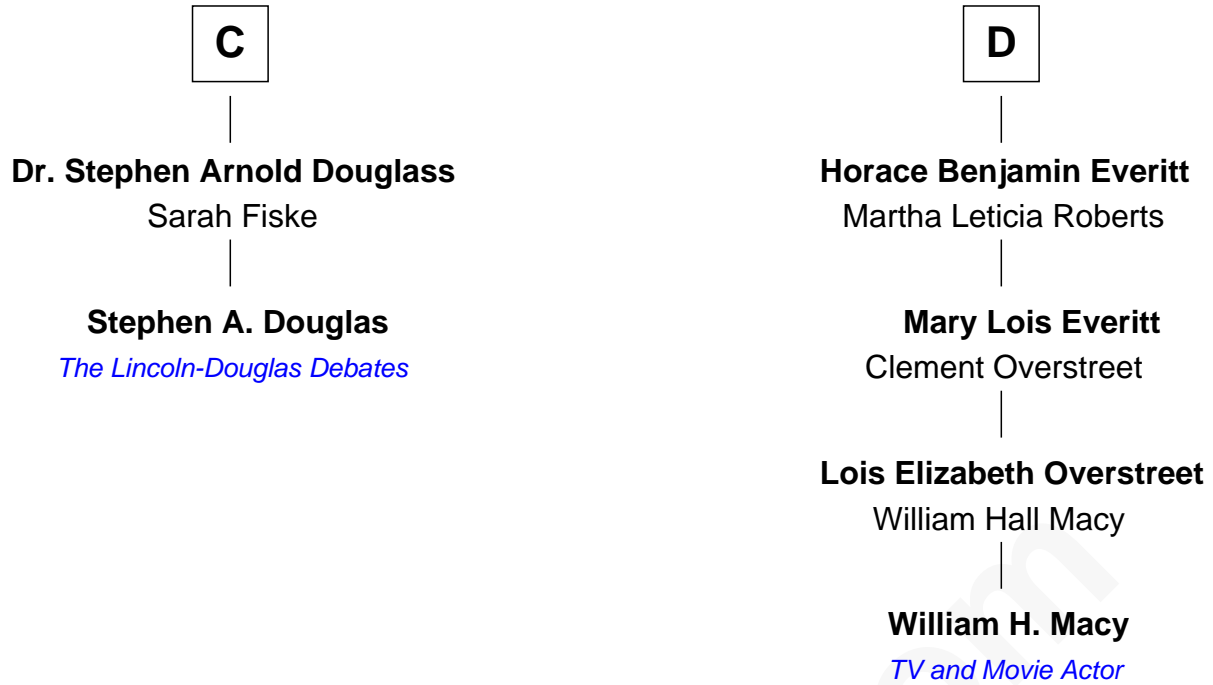 C
Dr. Stephen Arnold Douglass
Sarah Fiske
Stephen A. Douglas
The Lincoln-Douglas Debates
D
Horace Benjamin Everitt
Martha Leticia Roberts
Mary Lois Everitt
Clement Overstreet
Lois Elizabeth Overstreet
William Hall Macy
William H. Macy
TV and Movie Actor